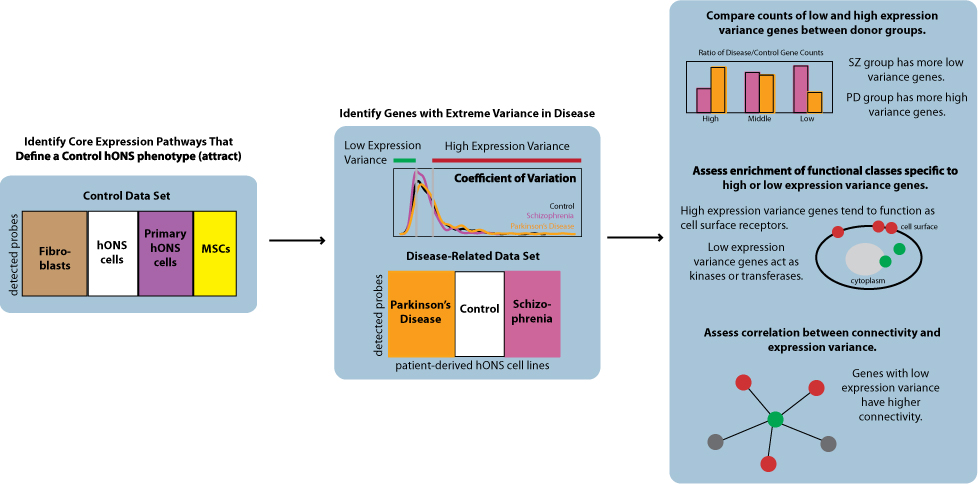 Identify Core Expression Pathways That
Define a Control hONS phenotype (attract)
Control Data Set
detected probes
Fibro-
blasts
hONS
cells
Primary
hONS
cells
MSCs
Identify Genes with Extreme Variance in Disease
Low Expression
Variance
High Expression Variance
Coefficient of Variation
Control
Schizophrenia
Parkinsons Disease
Disease-Related Data Set
detected probes
Parkinson's
Disease
Control
Schizo-
phrenia
patient-derived hONS cell lines
Compare counts of low and high expression
variance genes between donor groups.
Ratio of Disease/Control Gene Counts
High
Middle
Low
SZ group has more low
variance genes.
PD group has more high
variance genes.
Assess enrichment of functional classes specific to
high or low expression variance genes.
High expression variance genes tend to function as
cell surface receptors.
Low expression
variance genes act as
kinases or transferases.
cell surface
cytoplasm
Assess correlation between connectivity and
expression variance.
Genes with low
expression variance
have higher
connectivity.